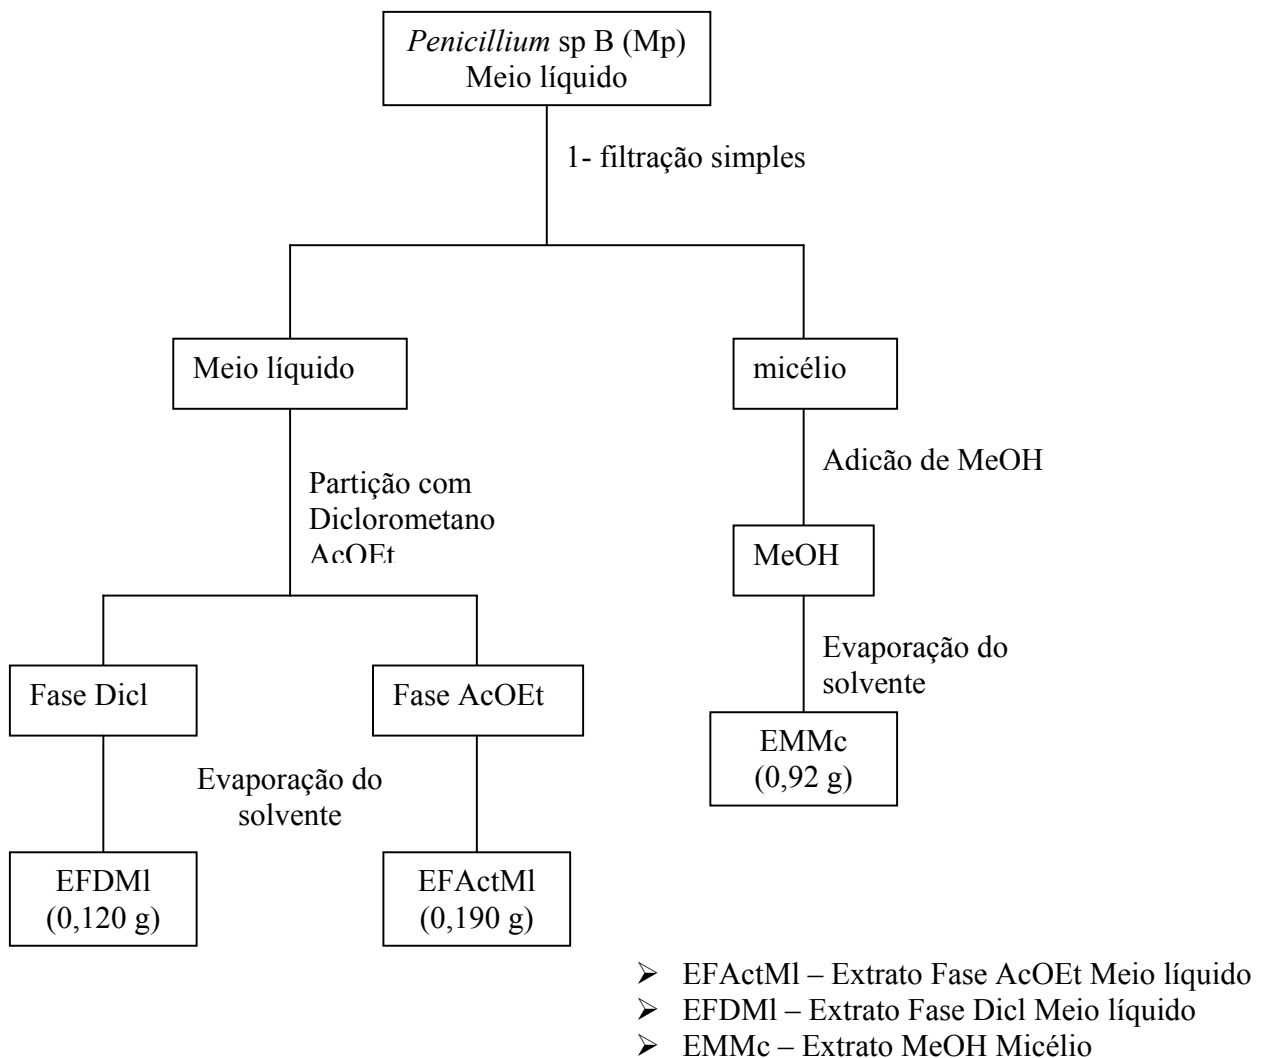 Penicillium sp B (Mp)
Meio líquido
1- filtração simples
Meio líquido
micélio
Partição com
Diclorometano
AcOEt
Adicão de MeOH
MeOH
Fase Dicl
Fase AcOEt
Evaporação do
solvente
EMMc
(0,92 g)
Evaporação do
solvente
EFDMl
(0,120 g)
EFActMl
(0,190 g)
➢ EFActMl – Extrato Fase AcOEt Meio líquido
➢ EFDMl – Extrato Fase Dicl Meio líquido
➢ EMMc – Extrato MeOH Micélio